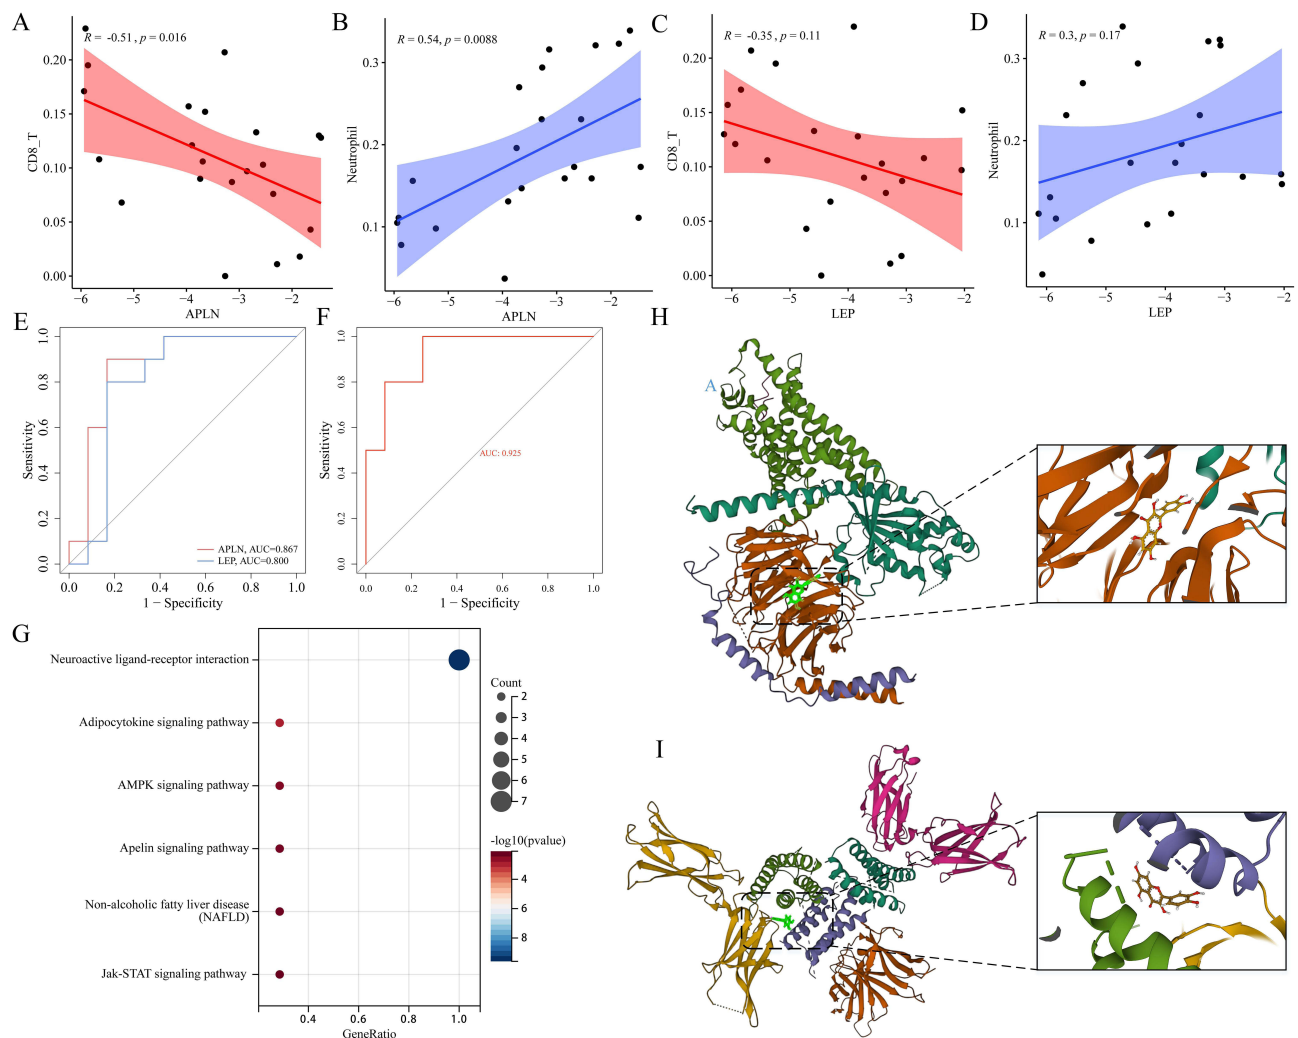 A
R = -0.51 , p = 0.016
CD8_T
0.20
0.15
0.10
0.05
0.00
−6
−5
−4
−3
−2
APLN
B
R = 0.54, p = 0.0088
Neutrophil
0.3
0.2
0.1
−6
−5
−4
−3
−2
APLN
C
R = -0.35, p = 0.11
CD8_T
0.20
0.15
0.10
0.05
0.00
−6
−5
−4
−3
−2
LEP
D
R = 0.3, p = 0.17
Neutrophil
0.3
0.2
0.1
−6
−5
−4
−3
−2
LEP
E
Sensitivity
1.0
0.8
0.6
0.4
0.2
0.0
APLN, AUC=0.867
LEP, AUC=0.800
0.0
0.2
0.4
0.6
0.8
1.0
1 − Specificity
F
Sensitivity
1.0
0.8
0.6
0.4
0.2
0.0
AUC: 0.925
0.0
0.2
0.4
0.6
0.8
1.0
1 − Specificity
G
Neuroactive ligand-receptor interaction
Adipocytokine signaling pathway
AMPK signaling pathway
Apelin signaling pathway
Non-alcoholic fatty liver disease
(NAFLD)
Jak-STAT signaling pathway
0.4
0.6
0.8
1.0
GeneRatio
Count
2
3
4
5
6
7
-log10(pvalue)
4
6
8
H
A
I